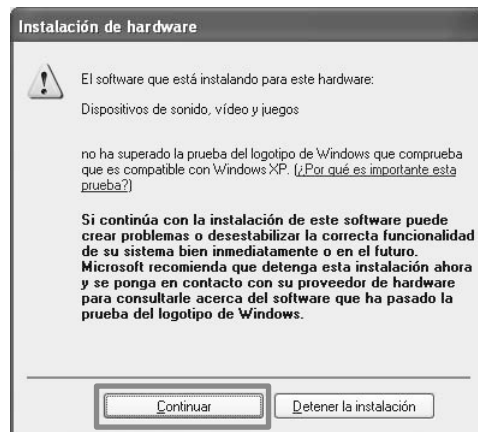 Instalación de hardware
El software que está instalando para este hardware:
Dispositivos de sonido, vídeo y juegos
no ha superado la prueba del logotipo de Windows que comprueba
que es compatible con Windows XP. (¿Por qué es importante esta
prueba?)
Si continúa con la instalación de este software puede
crear problemas o desestabilizar la correcta funcionalidad
de su sistema bien inmediatamente o en el futuro.
Microsoft recomienda que detenga esta instalación ahora
y se ponga en contacto con su proveedor de hardware
para consultarle acerca del software que ha pasado la
prueba del logotipo de Windows.
Continuar Detener la instalación